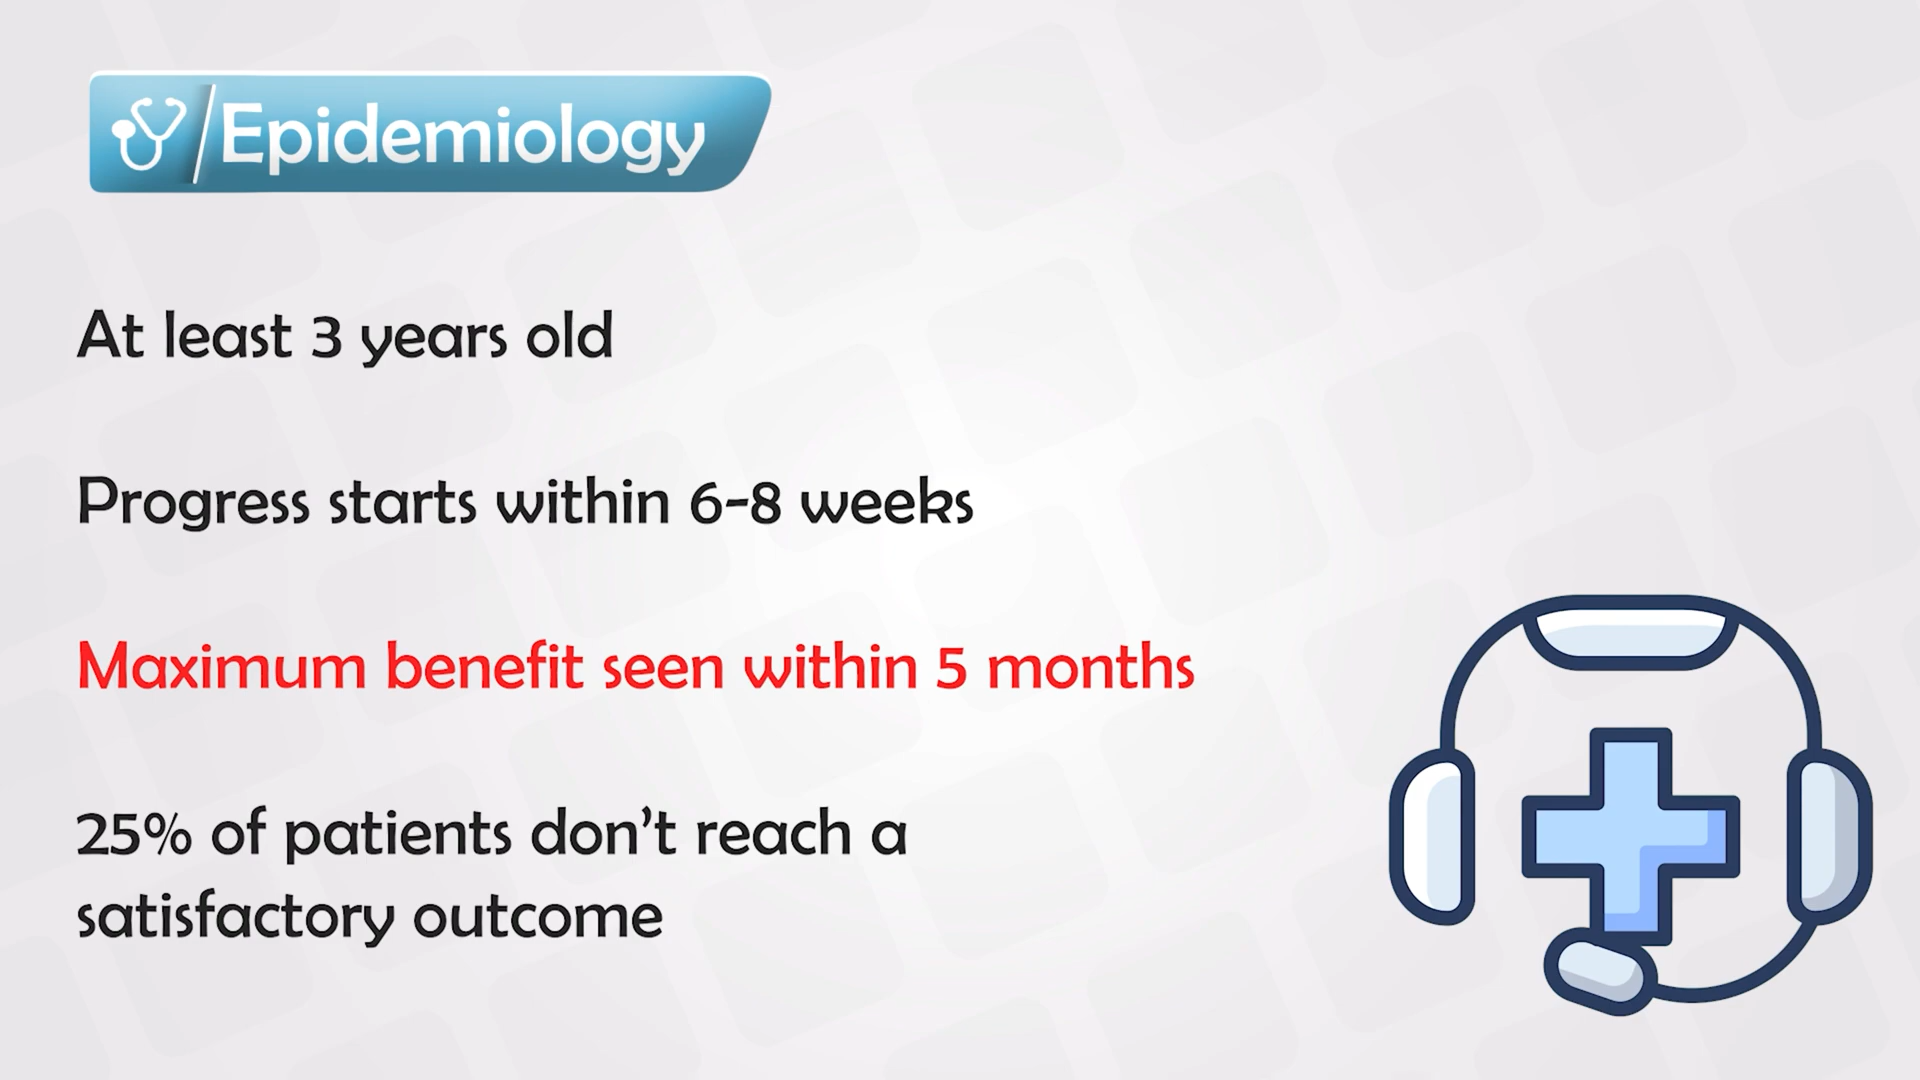 Epidemiology
At least 3 years old
Progress starts within 6-8 weeks
Maximum benefit seen within 5 months
25% of patients don’t reach a
satisfactory outcome